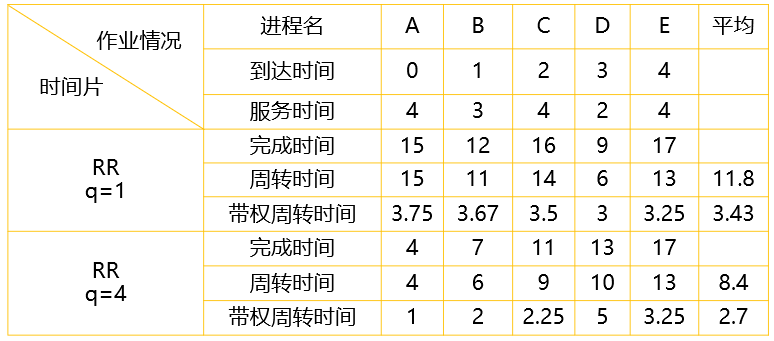 作业情况 进程名 A B C D E 平均
时间片 到达时间 0 1 2 3 4
服务时间 4 3 4 2 4
RR q=1 完成时间 15 12 16 9 17
周转时间 15 11 14 6 13 11.8
带权周转时间 3.75 3.67 3.5 3 3.25 3.43
RR q=4 完成时间 4 7 11 13 17
周转时间 4 6 9 10 13 8.4
带权周转时间 1 2 2.25 5 3.25 2.7